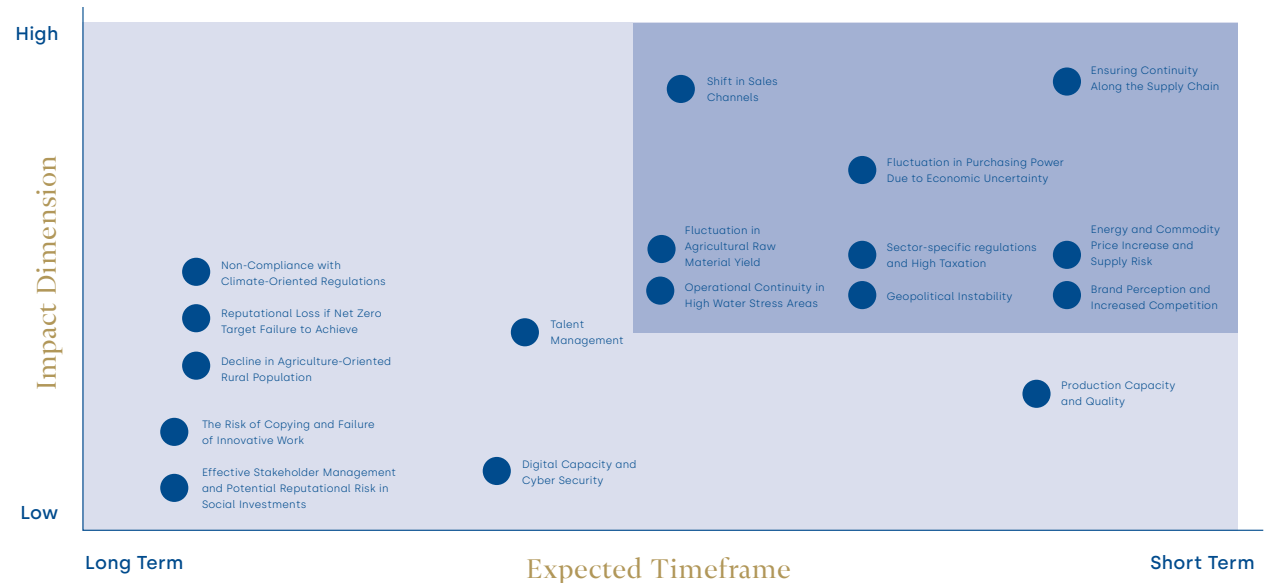 High
Shift in Sales
Channels
Ensuring Continuity
Along the Supply Chain
Fluctuation in Purchasing Power
Due to Economic Uncertainty
Impact Dimension
Fluctuation in
Agricultural Raw
Material Yield
Sector-specific regulations
and High Taxation
Energy and Commodity
Price Increase and
Supply Risk
Non-Compliance with
Climate-Oriented Regulations
Operational Continuity in
High Water Stress Areas
Geopolitical Instability
Brand Perception and
Increased Competition
Reputational Loss if Net Zero
Target Failure to Achieve
Talent
Management
Decline in Agriculture-Oriented
Rural Population
Production Capacity
and Quality
The Risk of Copying and Failure
of Innovative Work
Digital Capacity and
Cyber Security
Effective Stakeholder Management
and Potential Reputational Risk in
Social Investments
Low
Long Term
Expected Timeframe
Short Term